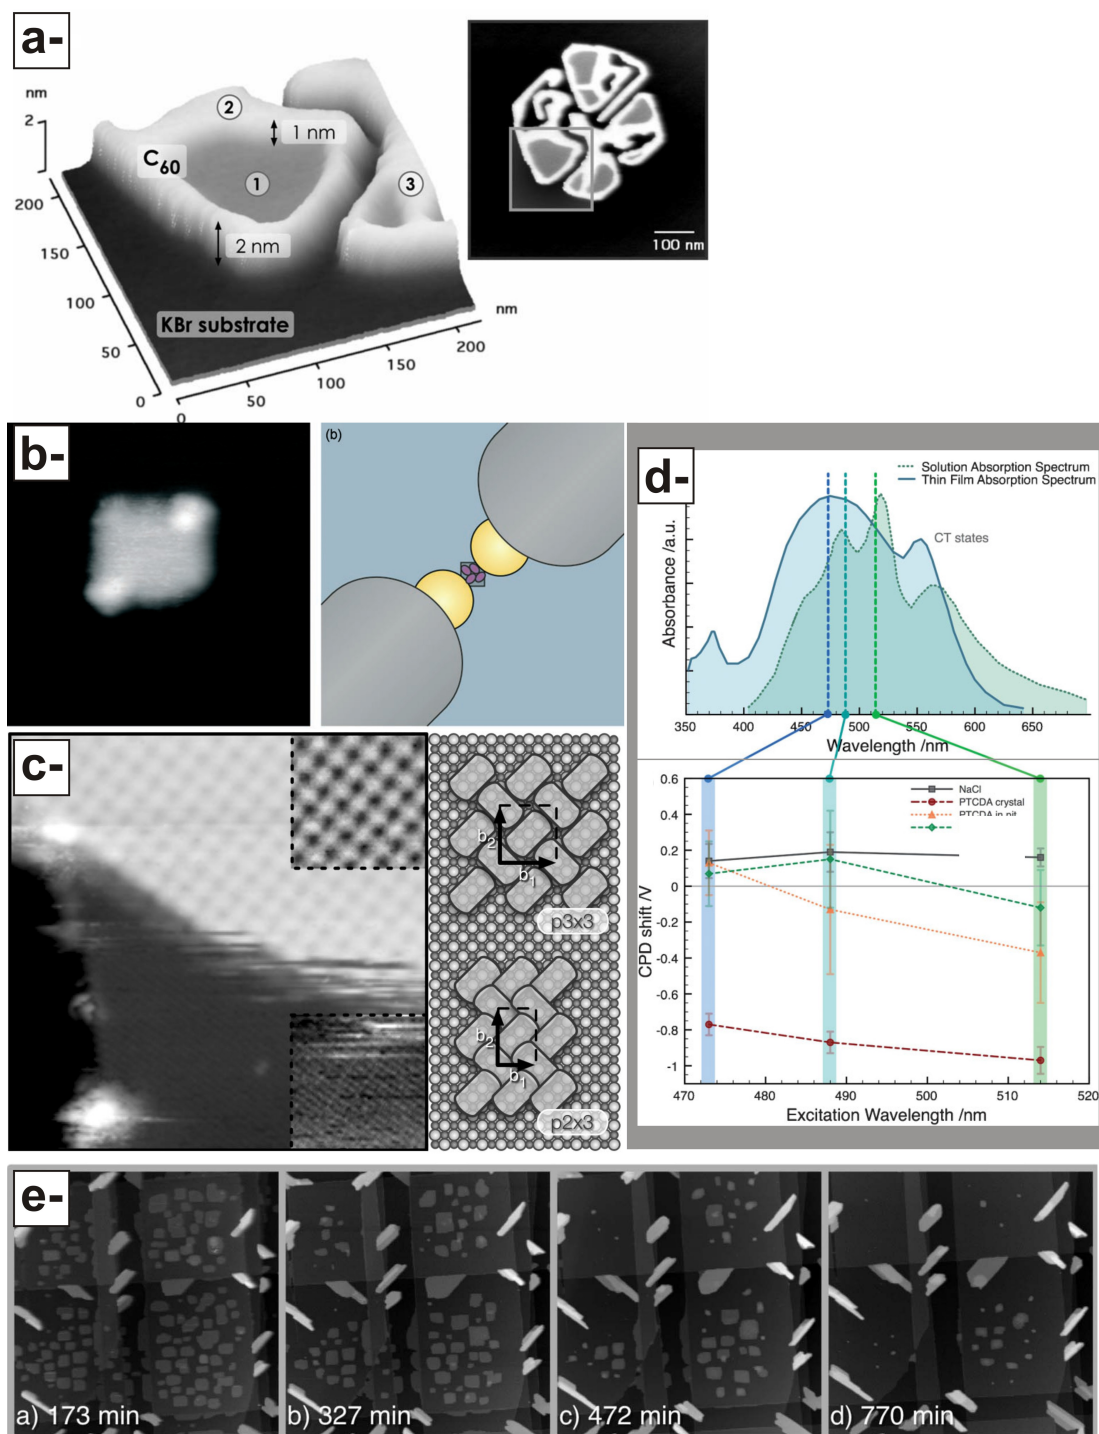 a-
nm
2
200
150
100
50
0
0
50
100
150
200
nm
C60
1
2
3
1 nm
2 nm
KBr substrate
100 nm
b-
(b)
c-
b2
b1
p3x3
b2
b1
p2x3
d-
Solution Absorption Spectrum
Thin Film Absorption Spectrum
CT states
Absorbance /a.u.
350 400 450 500 550 600 650
Wavelength /nm
NaCl
PTCDA crystal
PTCDA in pit
CPD shift /V
0.6
0.4
0.2
0
-0.2
-0.4
-0.6
-0.8
-1
470 480 490 500 510 520
Excitation Wavelength /nm
e-
a) 173 min
b) 327 min
c) 472 min
d) 770 min